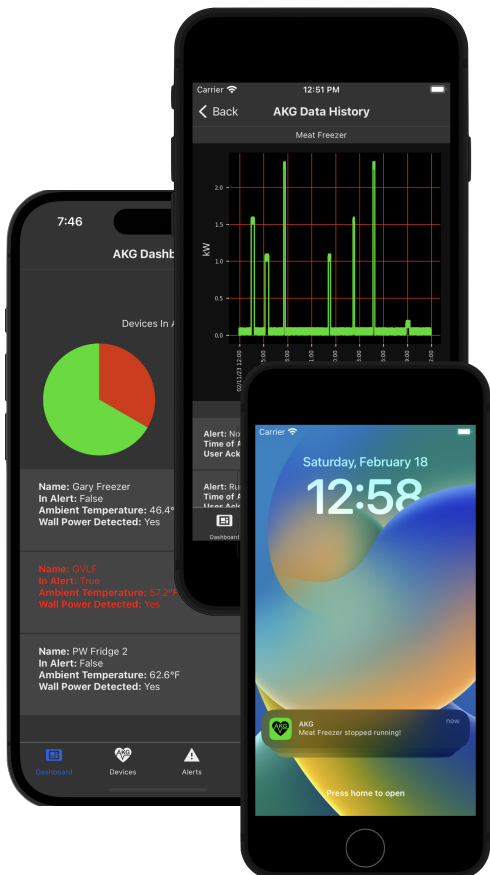 Carrier
12:51 PM
Back
AKG Data History
Meat Freezer
2.0
1.5
1.0
0.5
0.0
kW
02/11/23 12:00
7:46
AKG Dashb
Devices In A
Name: Gary Freezer
In Alert: False
Ambient Temperature: 46.4°
Wall Power Detected: Yes
Name: OVLF
In Alert: True
Ambient Temperature: 57.2°F
Wall Power Detected: Yes
Name: PW Fridge 2
In Alert: False
Ambient Temperature: 62.6°F
Wall Power Detected: Yes
Dashboard
Devices
Alerts
Alert: No
Time of A
User Ack
Alert: Ru
Time of A
User Ack
Dashboard
Carrier
Saturday, February 18
12:58
AKG
AKG
now
Meat Freezer stopped running!
Press home to open